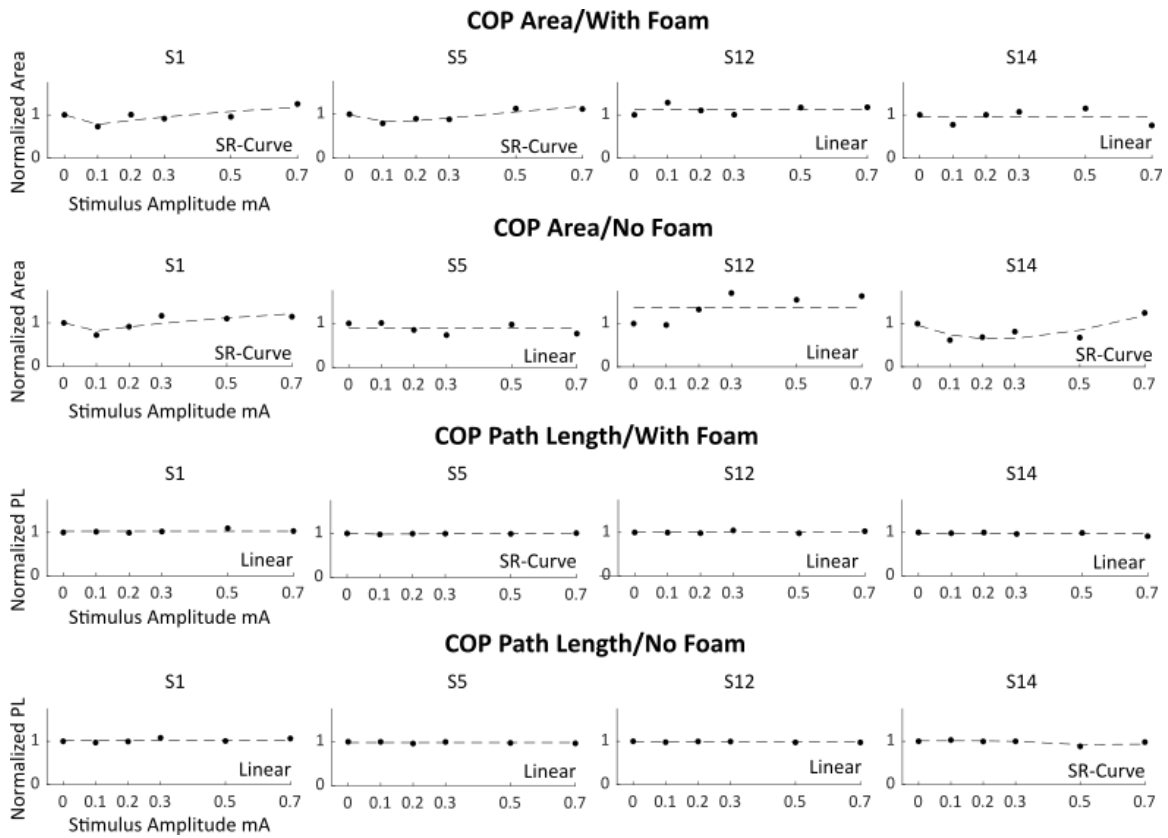 COP Area/With Foam
S1 S5 S12 S14
Normalized Area
1 1 1 1
SR-Curve SR-Curve Linear Linear
0 0 0 0
0 0.1 0.2 0.3 0.5 0.7 0 0.1 0.2 0.3 0.5 0.7 0 0.1 0.2 0.3 0.5 0.7 0 0.1 0.2 0.3 0.5 0.7
Stimulus Amplitude mA
COP Area/No Foam
S1 S5 S12 S14
Normalized Area
1 1 1 1
SR-Curve Linear Linear SR-Curve
0 0 0 0
0 0.1 0.2 0.3 0.5 0.7 0 0.1 0.2 0.3 0.5 0.7 0 0.1 0.2 0.3 0.5 0.7 0 0.1 0.2 0.3 0.5 0.7
Stimulus Amplitude mA
COP Path Length/With Foam
S1 S5 S12 S14
Normalized PL
1 1 1 1
Linear SR-Curve Linear Linear
0 0 0 0
0 0.1 0.2 0.3 0.5 0.7 0 0.1 0.2 0.3 0.5 0.7 0 0.1 0.2 0.3 0.5 0.7 0 0.1 0.2 0.3 0.5 0.7
Stimulus Amplitude mA
COP Path Length/No Foam
S1 S5 S12 S14
Normalized PL
1 1 1 1
Linear Linear Linear SR-Curve
0 0 0 0
0 0.1 0.2 0.3 0.5 0.7 0 0.1 0.2 0.3 0.5 0.7 0 0.1 0.2 0.3 0.5 0.7 0 0.1 0.2 0.3 0.5 0.7
Stimulus Amplitude mA